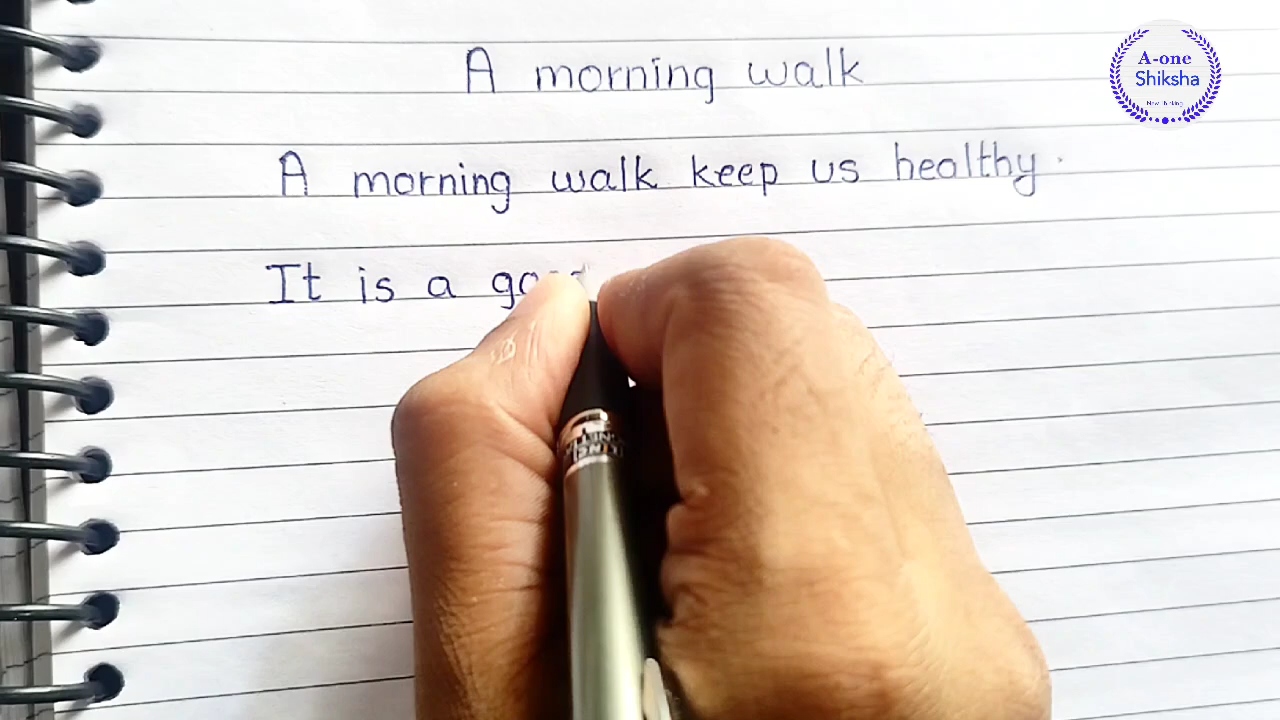 A morning walk
A morning walk keep us healthy.
It is a
A-one
Shiksha